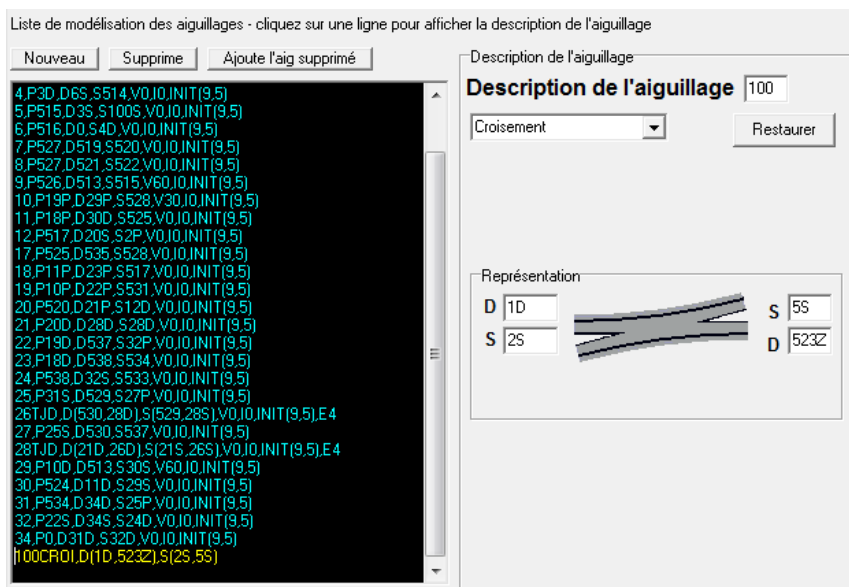 Liste de modélisation des aiguillages - cliquez sur une ligne pour afficher la description de l'aiguillage
Nouveau
Supprime
Ajoute l'aig supprimé
4,P3D,D6S,S514,V0,I0,INIT(9,5)
5,P515,D3S,S100S,V0,I0,INIT(9,5)
6,P516,D0,S4D,V0,I0,INIT(9,5)
7,P527,D519,S520,V0,I0,INIT(9,5)
8,P527,D521,S522,V0,I0,INIT(9,5)
9,P526,D513,S515,V60,I0,INIT(9,5)
10,P19P,D29P,S528,V30,I0,INIT(9,5)
11,P18P,D30D,S525,V0,I0,INIT(9,5)
12,P517,D20S,S2P,V0,I0,INIT(9,5)
17,P525,D535,S528,V0,I0,INIT(9,5)
18,P11P,D23P,S517,V0,I0,INIT(9,5)
19,P10P,D22P,S531,V0,I0,INIT(9,5)
20,P520,D21P,S12D,V0,I0,INIT(9,5)
21,P20D,D28D,S28D,V0,I0,INIT(9,5)
22,P19D,D537,S32P,V0,I0,INIT(9,5)
23,P18D,D538,S534,V0,I0,INIT(9,5)
24,P538,D32S,S533,V0,I0,INIT(9,5)
25,P31S,D529,S27P,V0,I0,INIT(9,5)
26TJD,D(530,28D),S(529,28S),V0,I0,INIT(9,5),E4
27,P25S,D530,S537,V0,I0,INIT(9,5)
28TJD,D(21D,26D),S(21S,26S),V0,I0,INIT(9,5),E4
29,P10D,D513,S30S,V60,I0,INIT(9,5)
30,P524,D11D,S29S,V0,I0,INIT(9,5)
31,P534,D34D,S25P,V0,I0,INIT(9,5)
32,P22S,D34S,S24D,V0,I0,INIT(9,5)
34,P0,D31D,S32D,V0,I0,INIT(9,5)
100CROI,D(1D,523Z),S(2S,5S)
Description de l'aiguillage
Description de l'aiguillage 100
Croisement
Restaurer
Représentation
D 1D
S 5S
S 2S
D 523Z